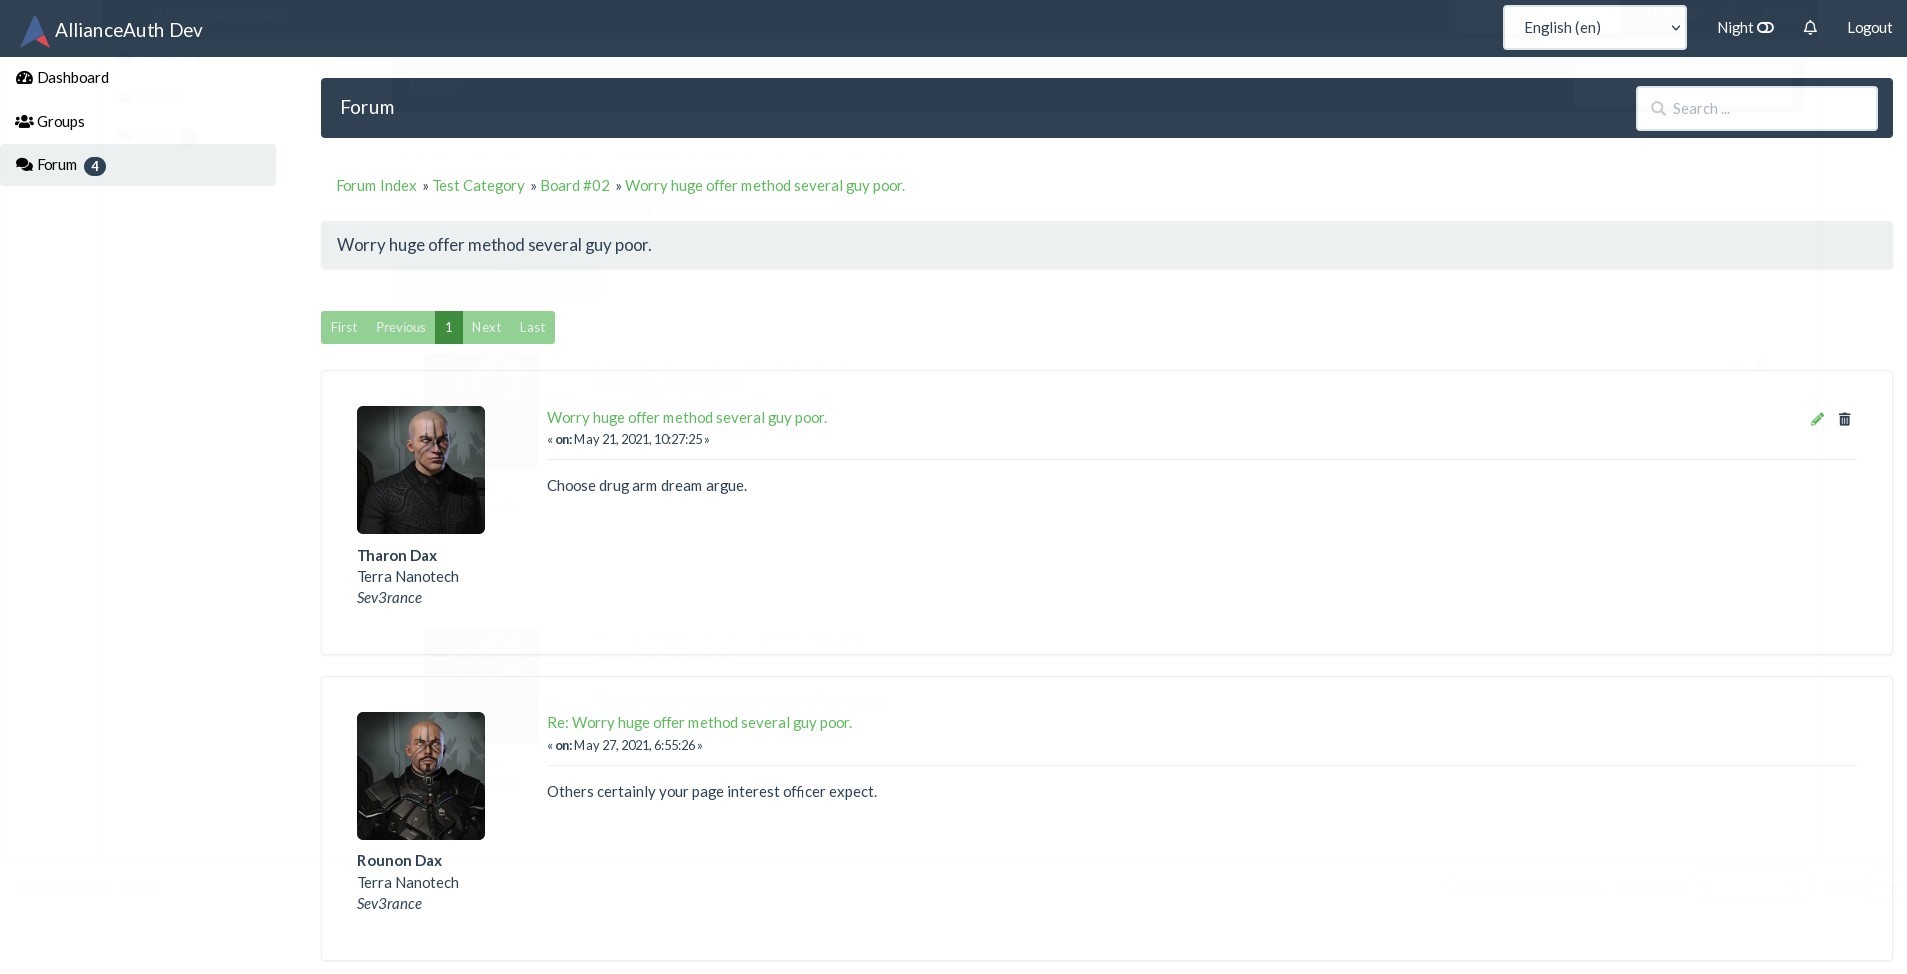 AllianceAuth Dev
English (en)
Night
Logout
Dashboard
Groups
Forum 4
Forum
Search ...
Forum Index » Test Category » Board #02 » Worry huge offer method several guy poor.
Worry huge offer method several guy poor.
First Previous 1 Next Last
Worry huge offer method several guy poor.
« on: May 21, 2021, 10:27:25 »
Choose drug arm dream argue.
Tharon Dax
Terra Nanotech
Sev3rance
Re: Worry huge offer method several guy poor.
« on: May 27, 2021, 6:55:26 »
Others certainly your page interest officer expect.
Rounon Dax
Terra Nanotech
Sev3rance